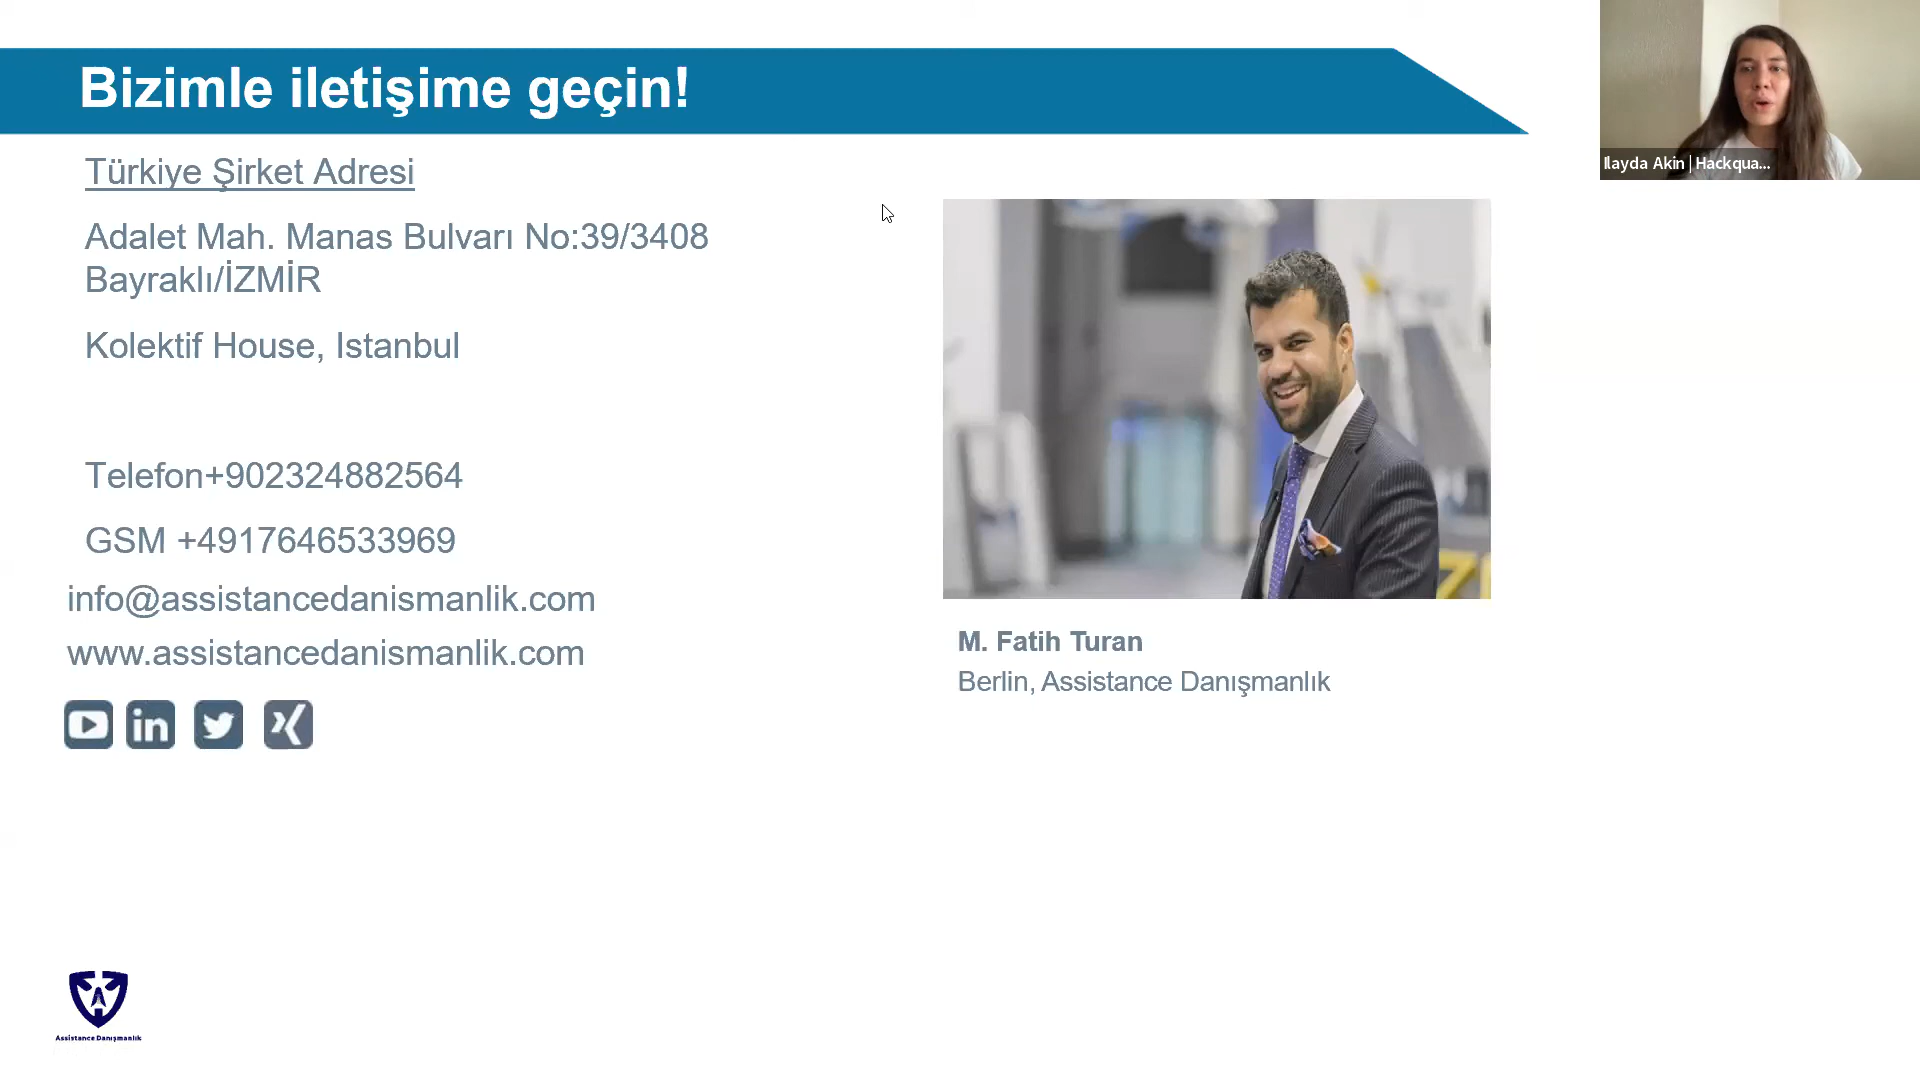 Bizimle iletişime geçin!
Türkiye Şirket Adresi
Adalet Mah. Manas Bulvarı No:39/3408
Bayraklı/İZMİR
Kolektif House, Istanbul
Telefon+902324882564
GSM +4917646533969
info@assistancedanismanlik.com
www.assistancedanismanlik.com
in
M. Fatih Turan
Berlin, Assistance Danışmanlık
Ilayda Akin | Hackqua...
Assistance Danışmanlık